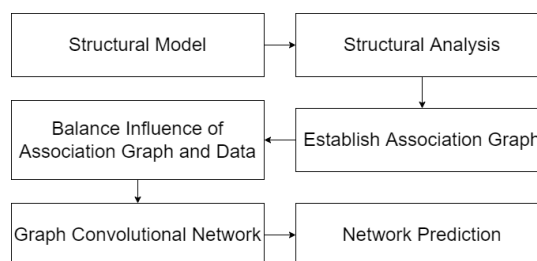 Structural Model
Structural Analysis
Establish Association Graph
Balance Influence of
Association Graph and Data
Graph Convolutional Network
Network Prediction